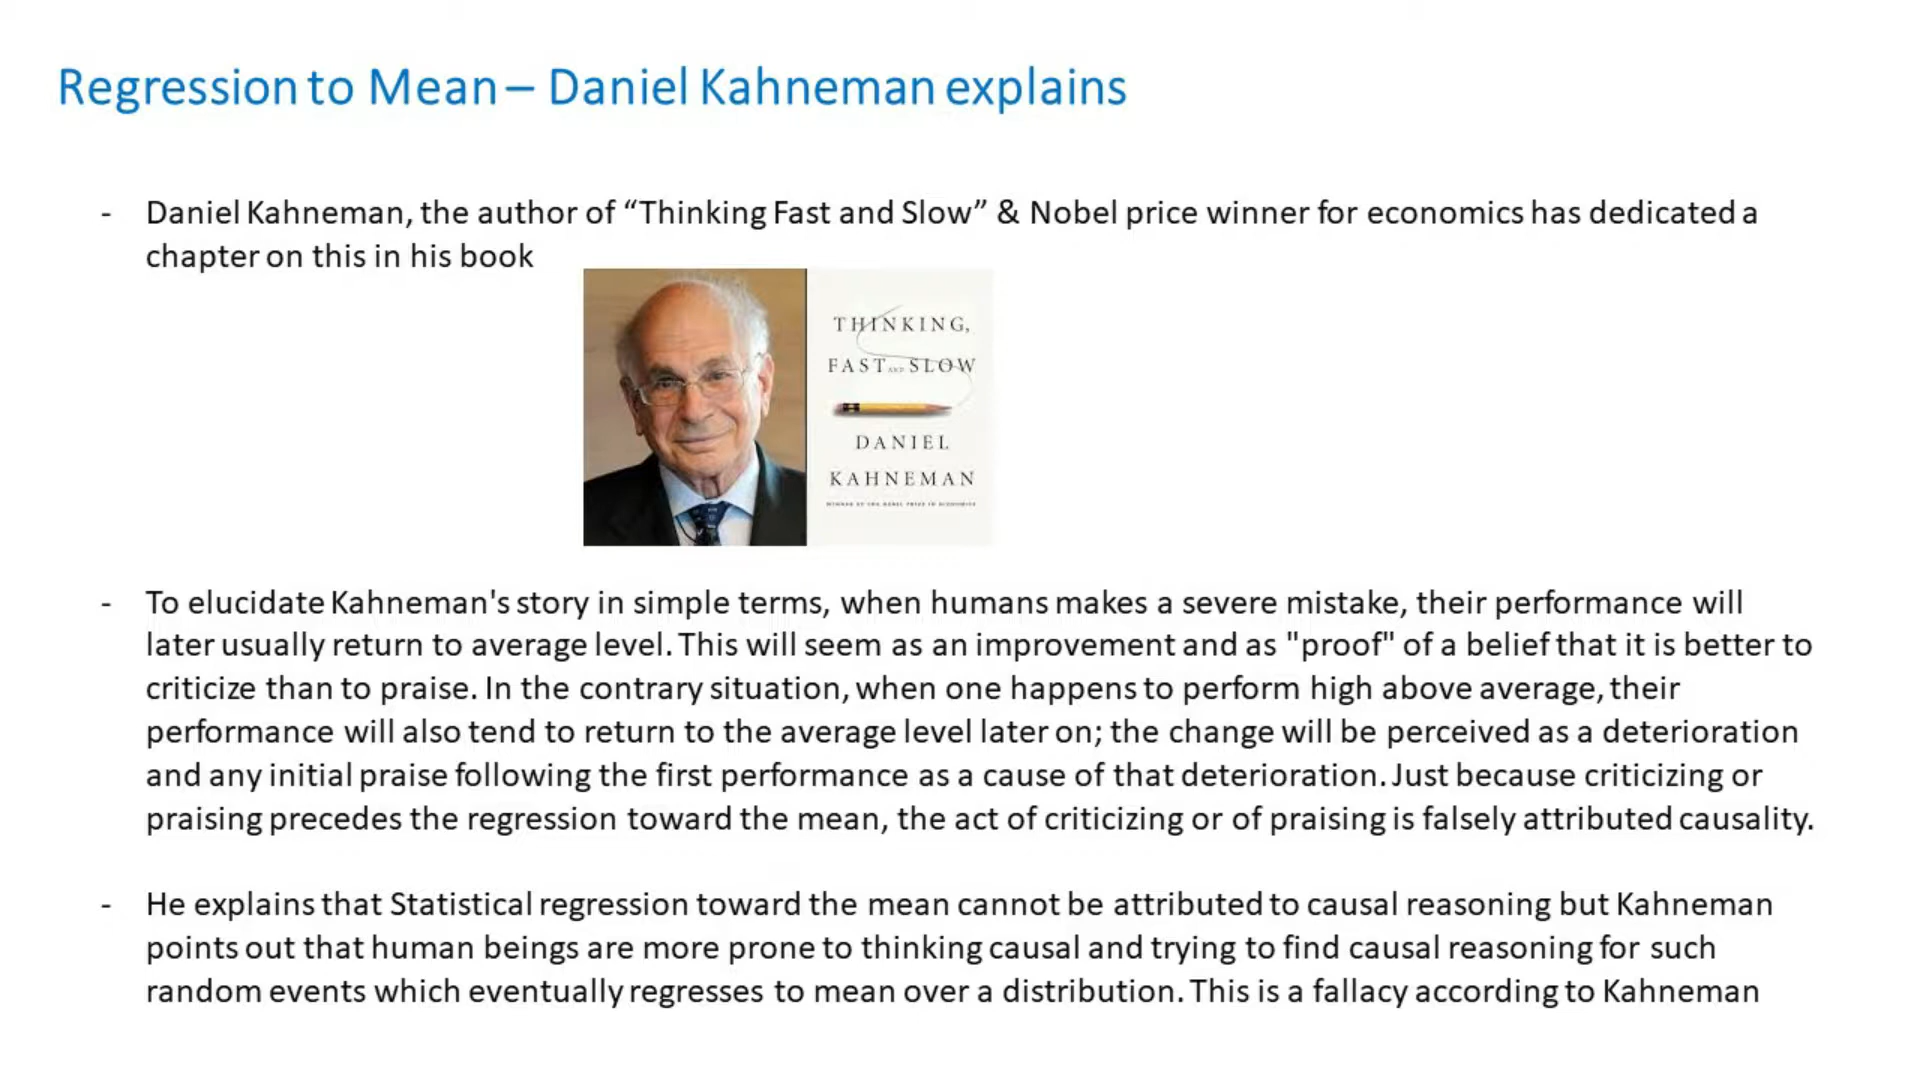 Regression to Mean – Daniel Kahneman explains
- Daniel Kahneman, the author of “Thinking Fast and Slow” & Nobel price winner for economics has dedicated a
chapter on this in his book
THINKING,
FAST AND SLOW
DANIEL
KAHNEMAN
WINNER OF THE NOBEL PRIZE IN ECONOMICS
- To elucidate Kahneman's story in simple terms, when humans makes a severe mistake, their performance will
later usually return to average level. This will seem as an improvement and as "proof" of a belief that it is better to
criticize than to praise. In the contrary situation, when one happens to perform high above average, their
performance will also tend to return to the average level later on; the change will be perceived as a deterioration
and any initial praise following the first performance as a cause of that deterioration. Just because criticizing or
praising precedes the regression toward the mean, the act of criticizing or of praising is falsely attributed causality.
- He explains that Statistical regression toward the mean cannot be attributed to causal reasoning but Kahneman
points out that human beings are more prone to thinking causal and trying to find causal reasoning for such
random events which eventually regresses to mean over a distribution. This is a fallacy according to Kahneman